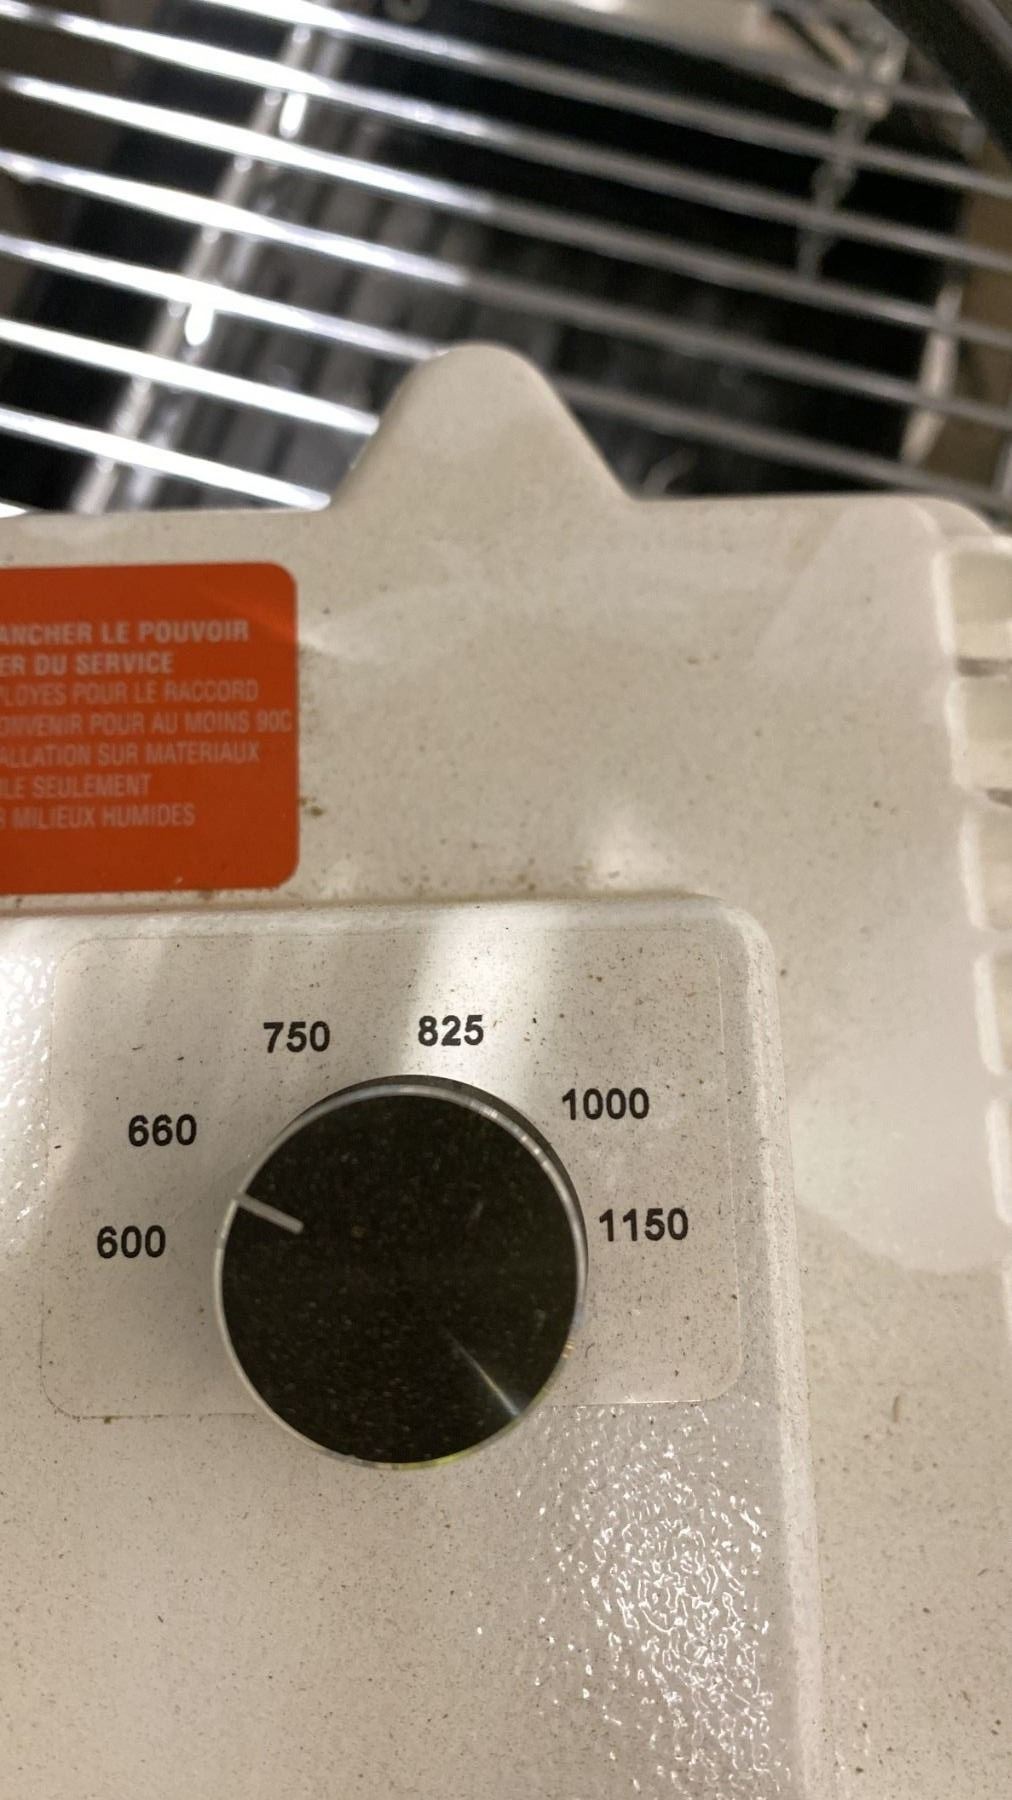 ANCHER LE POUVOIR
ER DU SERVICE
PLOYES POUR LE RACCORD
ONVENIR POUR AU MOINS 90C
ALLATION SUR MATERIAUX
LE SEULEMENT
S MILIEUX HUMIDES
750 825
660 1000
600 1150